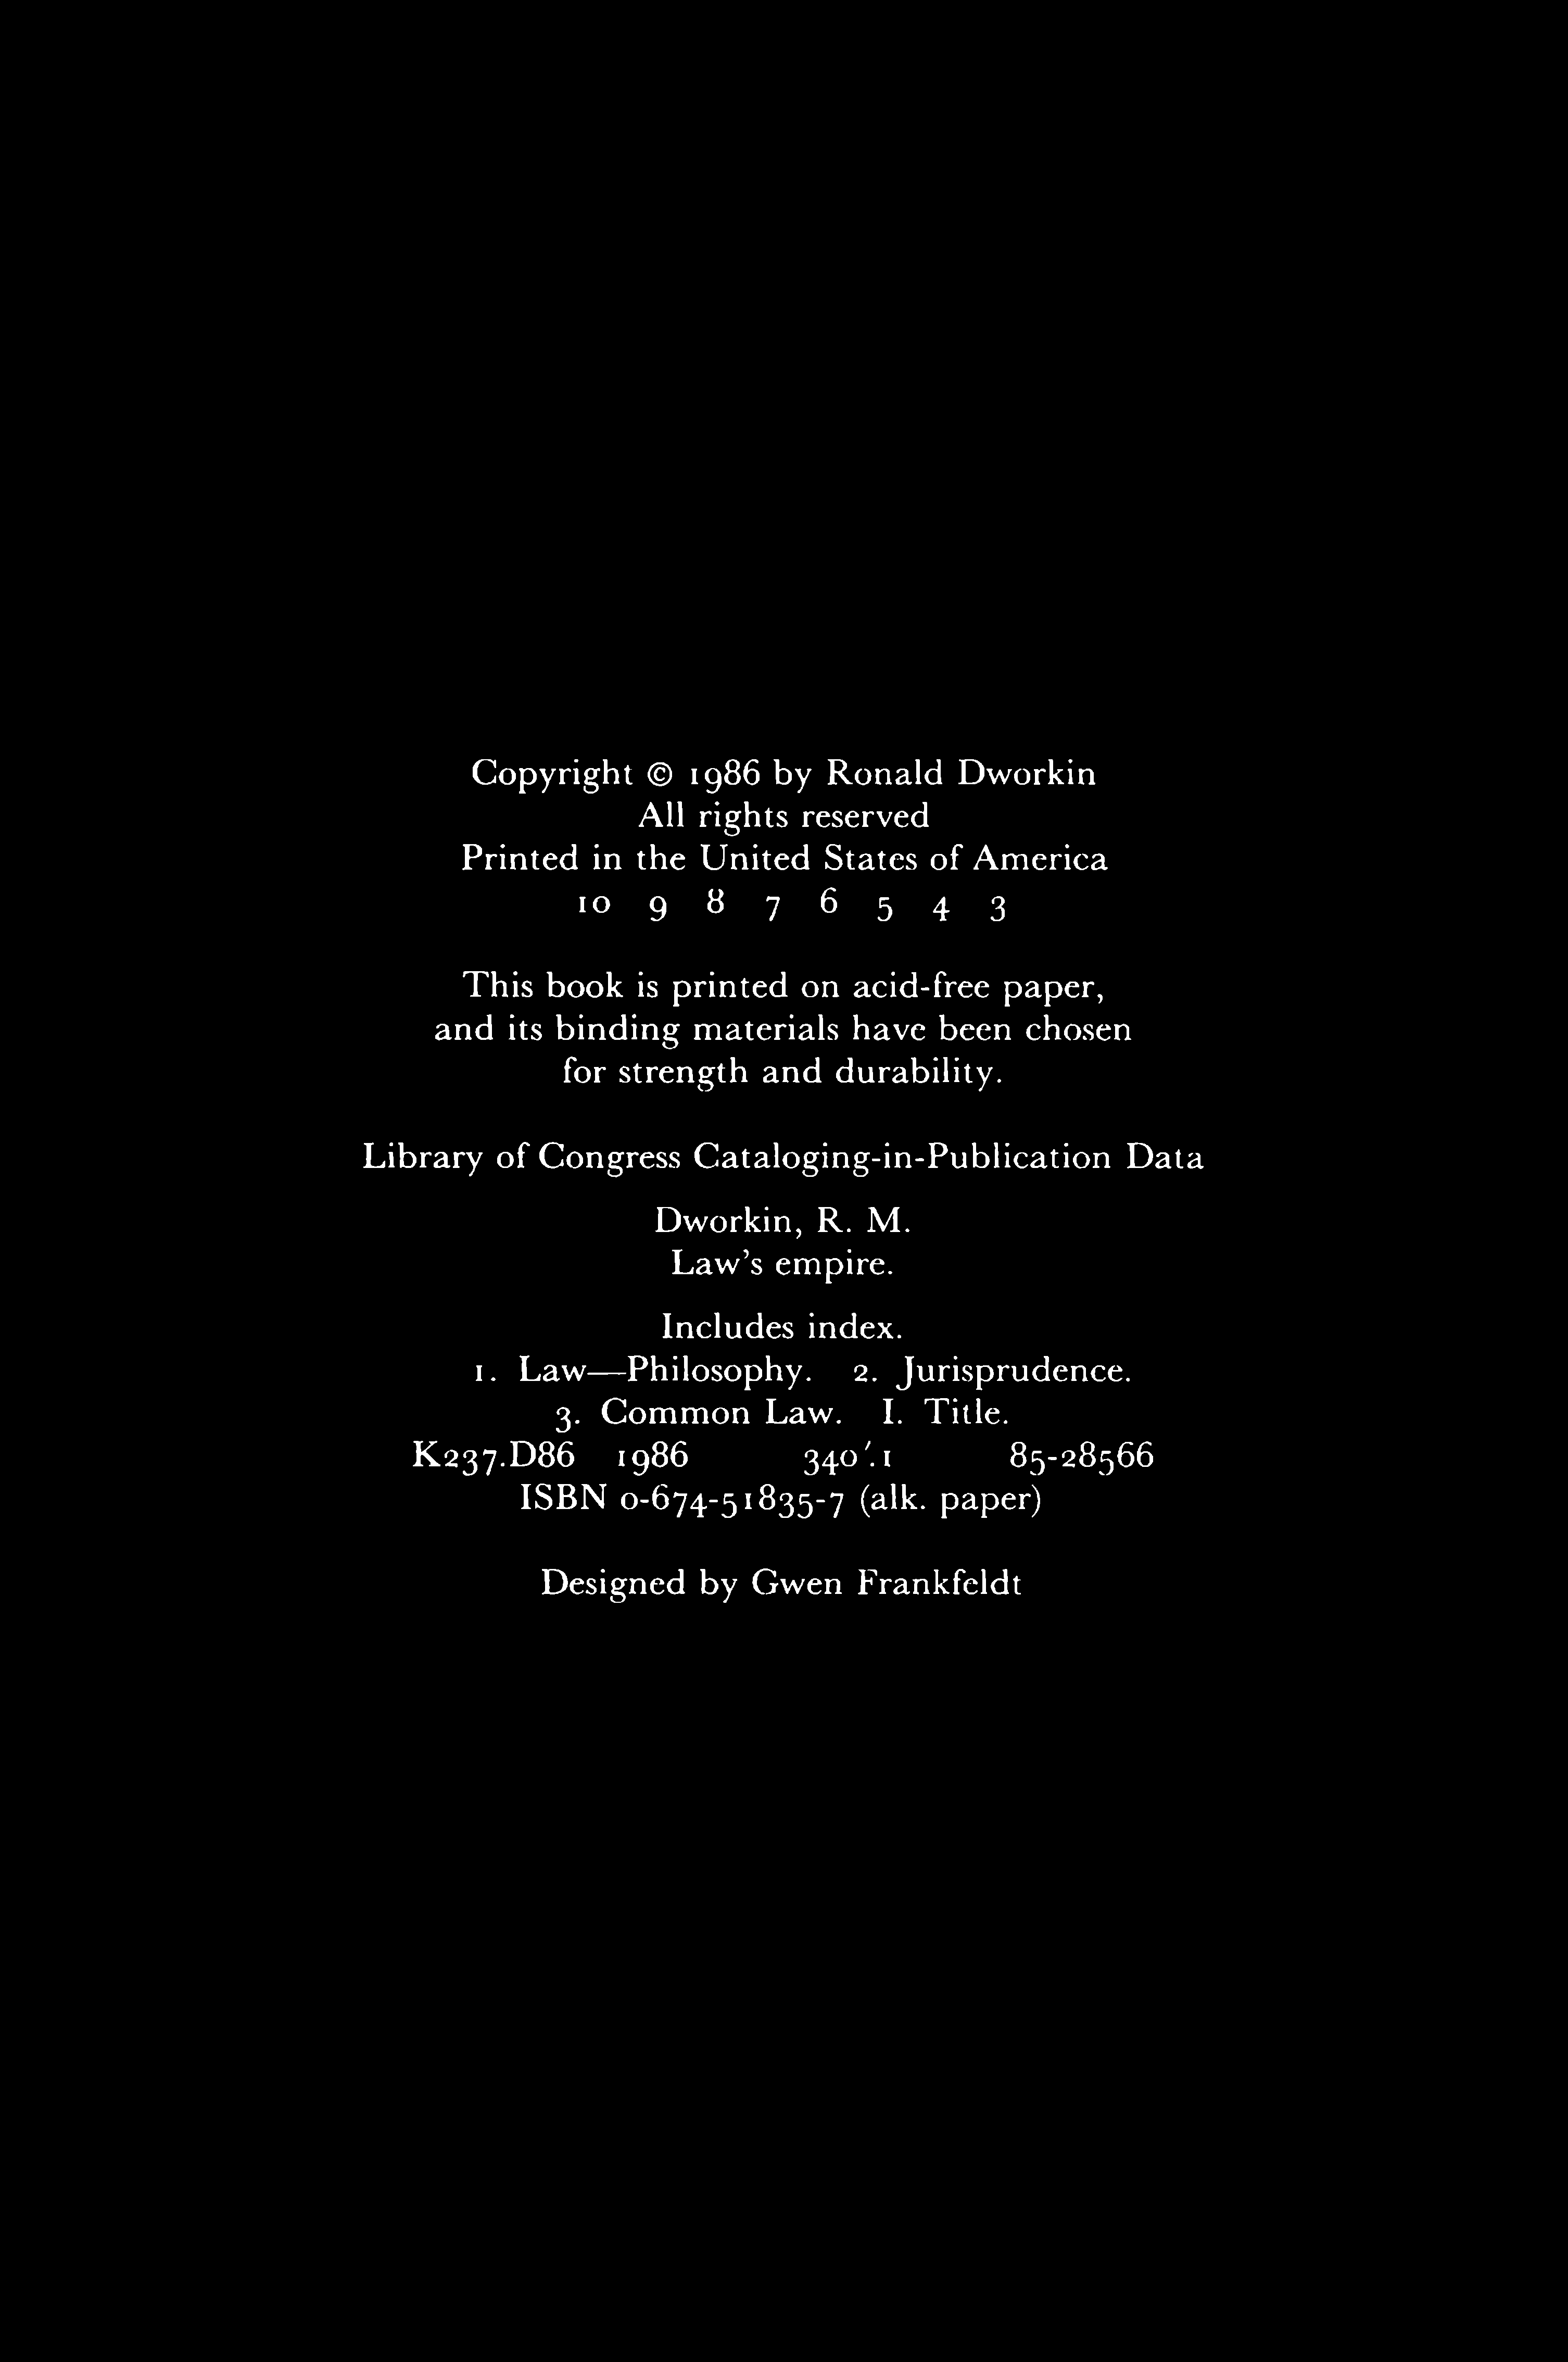 Copyright © 1986 by Ronald Dworkin
All rights reserved
Printed in the United States of America
10 9 8 7 6 5 4 3
This book is printed on acid-free paper,
and its binding materials have been chosen
for strength and durability.
Library of Congress Cataloging-in-Publication Data
Dworkin, R. M.
Law's empire.
Includes index.
1. Law—Philosophy. 2. Jurisprudence.
3. Common Law. I. Title.
K237.D86 1986 340'.1 85-28566
ISBN 0-674-51835-7 (alk. paper)
Designed by Gwen Frankfeldt